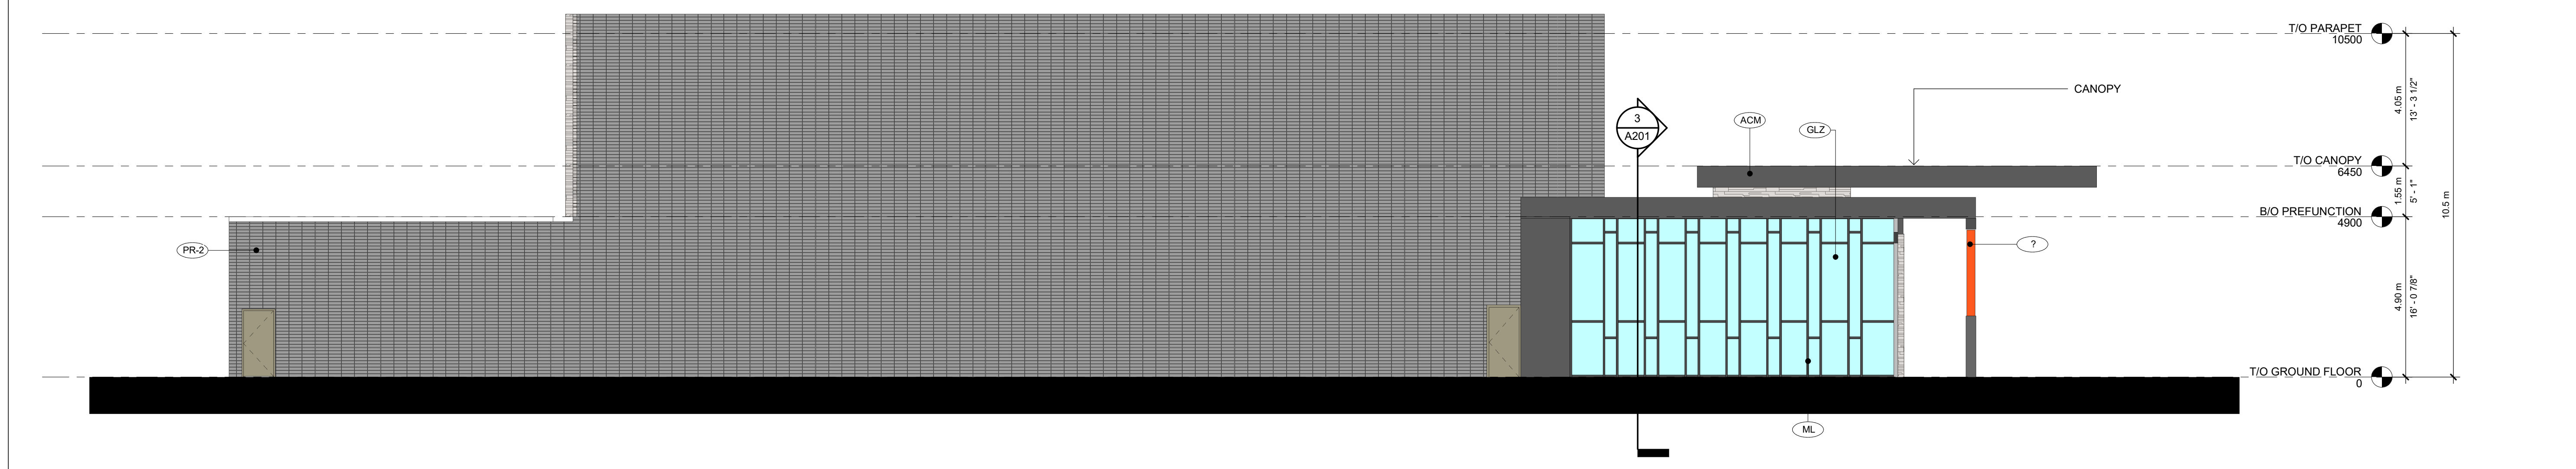 T/O PARAPET
10500
CANOPY
4.05 m
13' - 3 1/2"
3
A201
ACM
GLZ
T/O CANOPY
6450
1.55 m
5' - 1"
10.5 m
B/O PREFUNCTION
4900
PR-2
?
4.90 m
16' - 0 7/8"
T/O GROUND FLOOR
0
ML